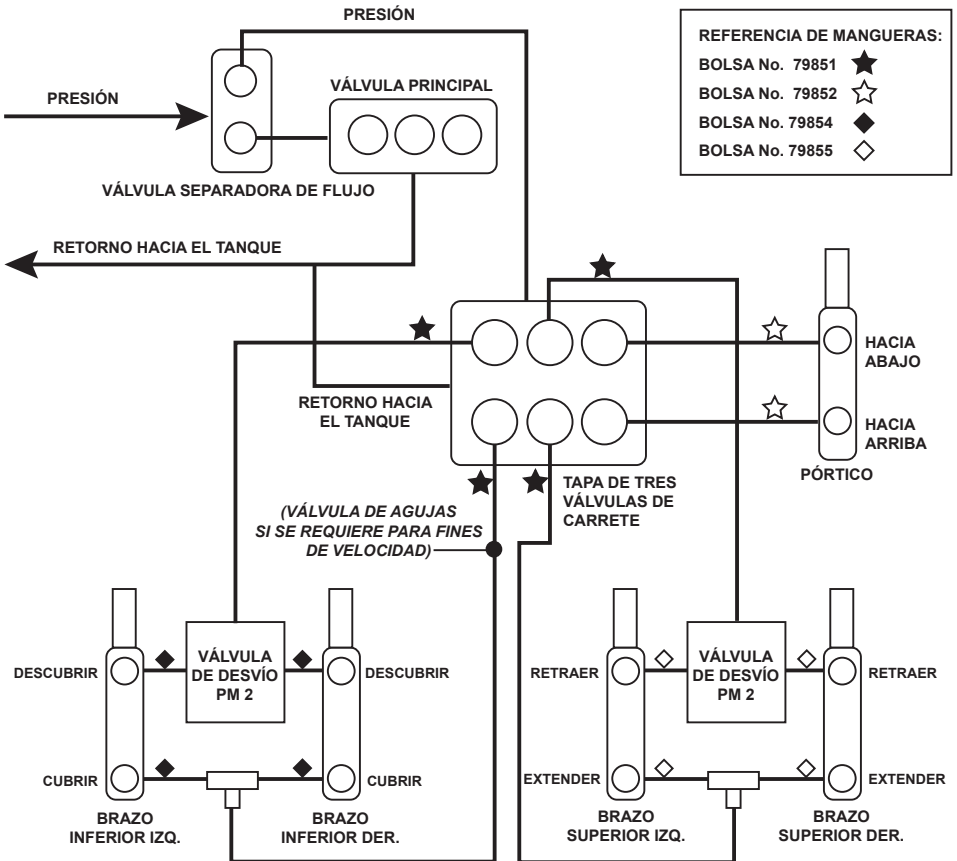 PRESIÓN
REFERENCIA DE MANGUERAS:
BOLSA No. 79851
BOLSA No. 79852
BOLSA No. 79854
BOLSA No. 79855
PRESIÓN
VÁLVULA PRINCIPAL
VÁLVULA SEPARADORA DE FLUJO
RETORNO HACIA EL TANQUE
HACIA
ABAJO
RETORNO HACIA
EL TANQUE
HACIA
ARRIBA
PÓRTICO
TAPA DE TRES
VÁLVULAS DE
CARRETE
(VÁLVULA DE AGUJAS
SI SE REQUIERE PARA FINES
DE VELOCIDAD)
DESCUBRIR
VÁLVULA
DE DESVÍO
PM 2
DESCUBRIR
RETRAER
VÁLVULA
DE DESVÍO
PM 2
RETRAER
CUBRIR
CUBRIR
EXTENDER
EXTENDER
BRAZO
INFERIOR IZQ.
BRAZO
INFERIOR DER.
BRAZO
SUPERIOR IZQ.
BRAZO
SUPERIOR DER.